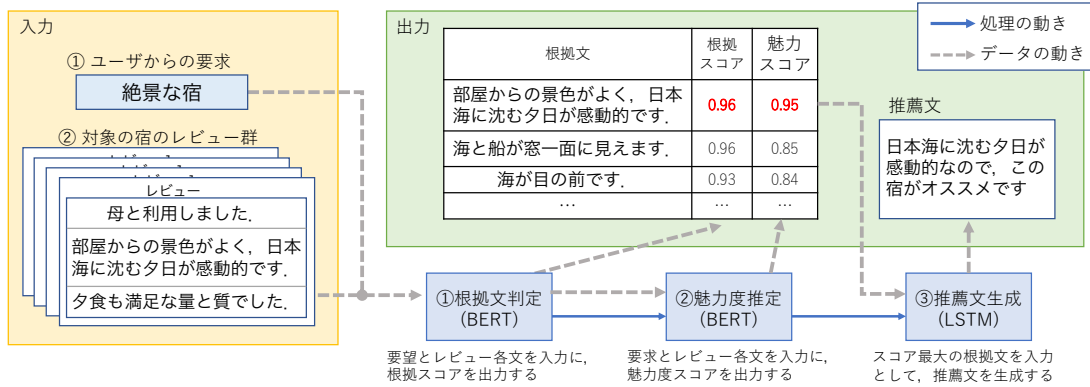 入力
① ユーザからの要求
絶景な宿
② 対象の宿のレビュー群
レビュー
母と利用しました．
部屋からの景色がよく，日本
海に沈む夕日が感動的です．
夕食も満足な量と質でした．
出力
根拠文
根拠
スコア
魅力
スコア
部屋からの景色がよく，日本
海に沈む夕日が感動的です．
0.96
0.95
海と船が窓一面に見えます．
0.96
0.85
海が目の前です．
0.93
0.84
…
…
…
処理の動き
データの動き
推薦文
日本海に沈む夕日が
感動的なので，この
宿がオススメです
①根拠文判定
(BERT)
②魅力度推定
(BERT)
③推薦文生成
(LSTM)
要望とレビュー各文を入力に，
根拠スコアを出力する
要求とレビュー各文を入力に，
魅力度スコアを出力する
スコア最大の根拠文を入力
として，推薦文を生成する